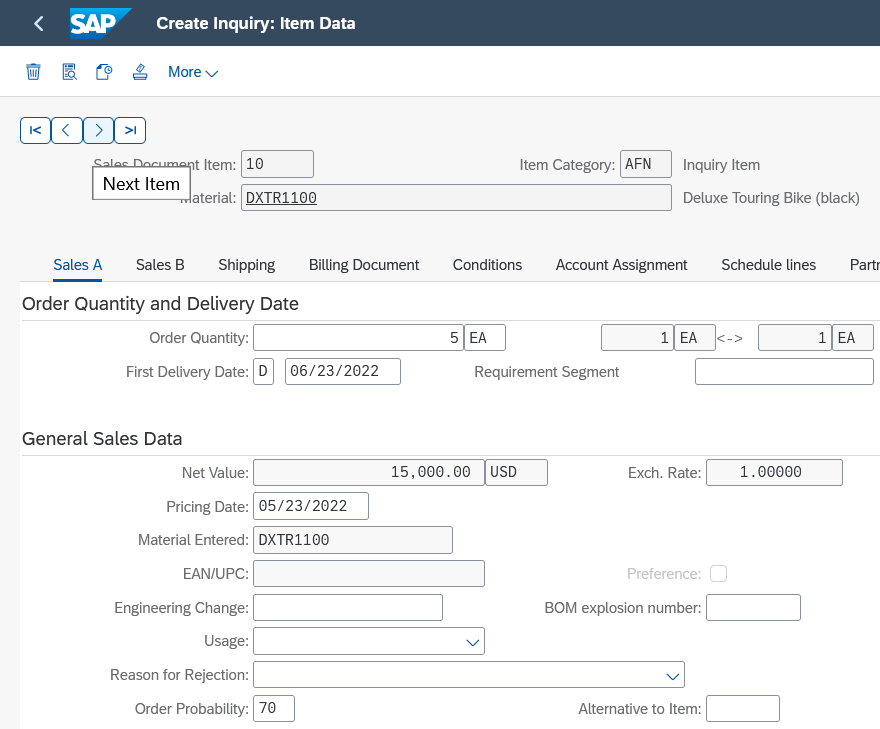 SAP Create Inquiry: Item Data
More
Sales Document Item: 10 Item Category: AFN Inquiry Item
Next Item
Material: DXTR1100 Deluxe Touring Bike (black)
Sales A Sales B Shipping Billing Document Conditions Account Assignment Schedule lines Partn
Order Quantity and Delivery Date
Order Quantity: 5 EA 1 EA <-> 1 EA
First Delivery Date: D 06/23/2022 Requirement Segment
General Sales Data
Net Value: 15,000.00 USD Exch. Rate: 1.00000
Pricing Date: 05/23/2022
Material Entered: DXTR1100
EAN/UPC: Preference:
Engineering Change: BOM explosion number:
Usage:
Reason for Rejection:
Order Probability: 70 Alternative to Item: